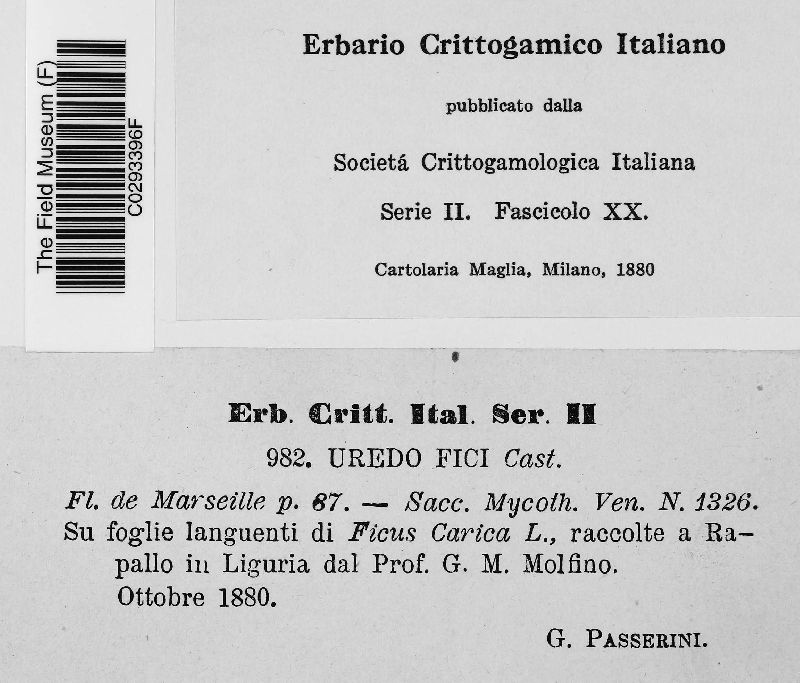 The Field Museum (F)
C0293396F
Erbario Crittogamico Italiano
pubblicato dalla
Societá Crittogamologica Italiana
Serie II. Fascicolo XX.
Cartolaria Maglia, Milano, 1880
Erb. Critt. Ital. Ser. II
982. UREDO FICI Cast.
Fl. de Marseille p. 87. — Sacc. Mycoth. Ven. N. 1326.
Su foglie languenti di Ficus Carica L., raccolte a Ra-
pallo in Liguria dal Prof. G. M. Molfino.
Ottobre 1880.
G. PASSERINI.